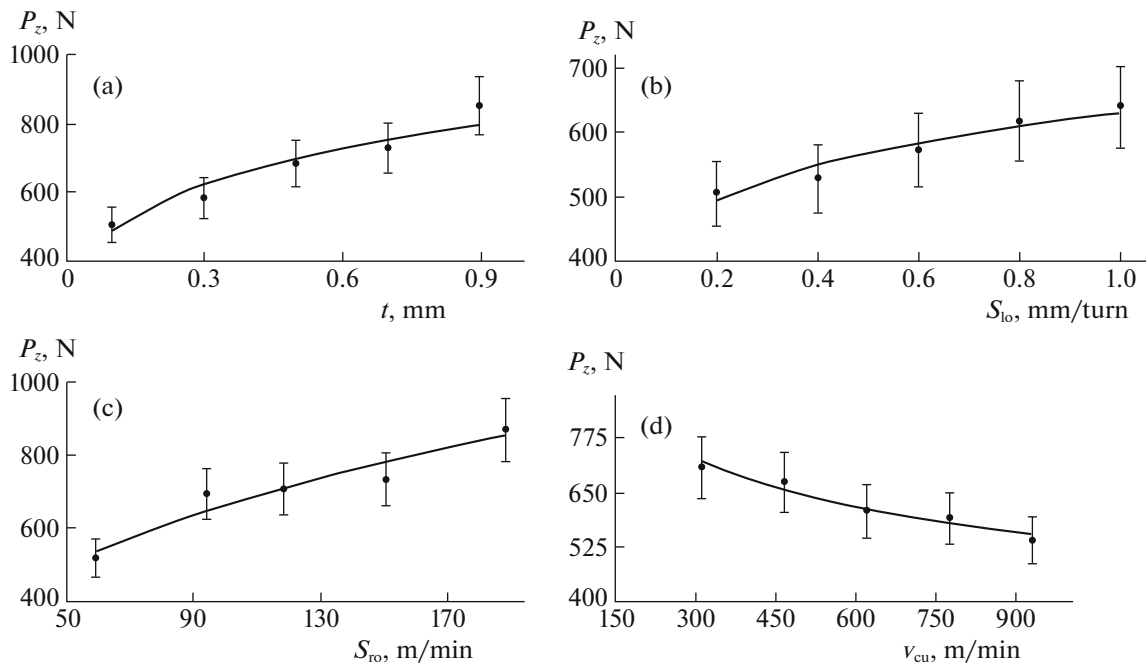 P_z, N
1000
(a)
800
600
400
0 0.3 0.6 0.9
t, mm
P_z, N
700
(b)
600
500
400
0 0.2 0.4 0.6 0.8 1.0
S_lo, mm/turn
P_z, N
1000
(c)
800
600
400
50 90 130 170
S_ro, m/min
P_z, N
(d)
775
650
525
400
150 300 450 600 750 900
v_cu, m/min